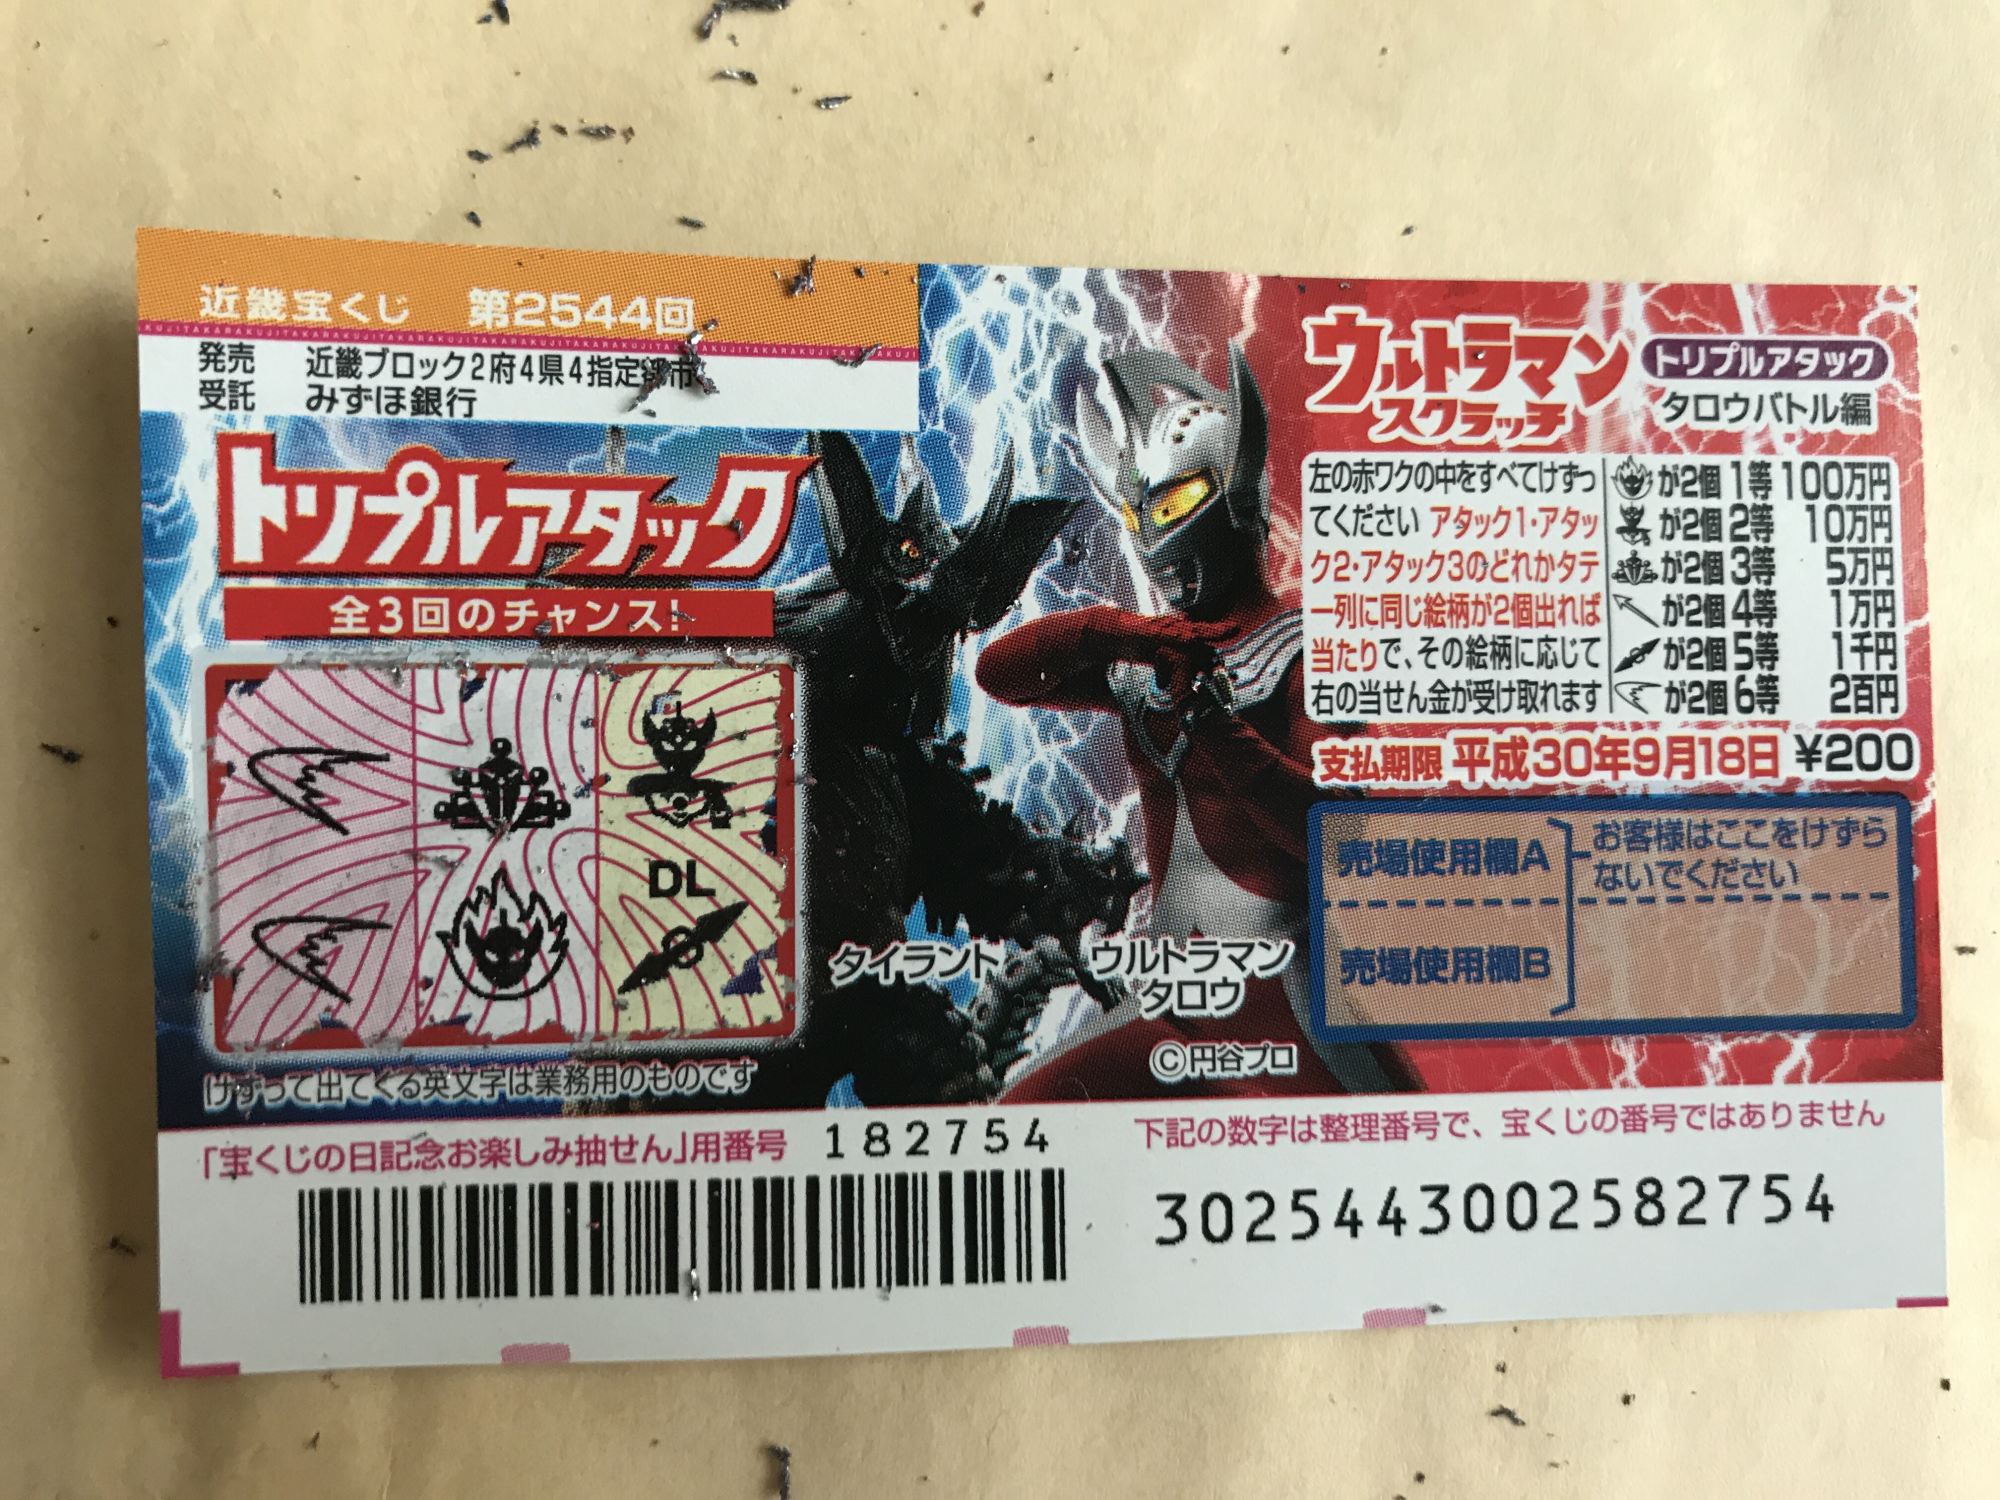 近畿宝くじ 第2544回
KUJITAKARAKUJITAKARAKUJITAKARAKUJITAKARAKUJI
発売 近畿ブロック2府4県4指定都市
受託 みずほ銀行
トリプルアタック
全3回のチャンス!
DL
けずって出てくる英文字は業務用のものです
タイラント
ウルトラマン
タロウ
©円谷プロ
ウルトラマン
スクラッチ
トリプルアタック
タロウバトル編
左の赤ワクの中をすべてけずっ
てください アタック1・アタッ
ク2・アタック3のどれかタテ
一列に同じ絵柄が2個出れば
当たりで、その絵柄に応じて
右の当せん金が受け取れます
が2個 1等 100万円
が2個 2等 10万円
が2個 3等 5万円
が2個 4等 1万円
が2個 5等 1千円
が2個 6等 2百円
支払期限 平成30年9月18日 ¥200
売場使用欄A
売場使用欄B
お客様はここをけずら
ないでください
「宝くじの日記念お楽しみ抽せん」用番号 182754
下記の数字は整理番号で、宝くじの番号ではありません
3025443002582754